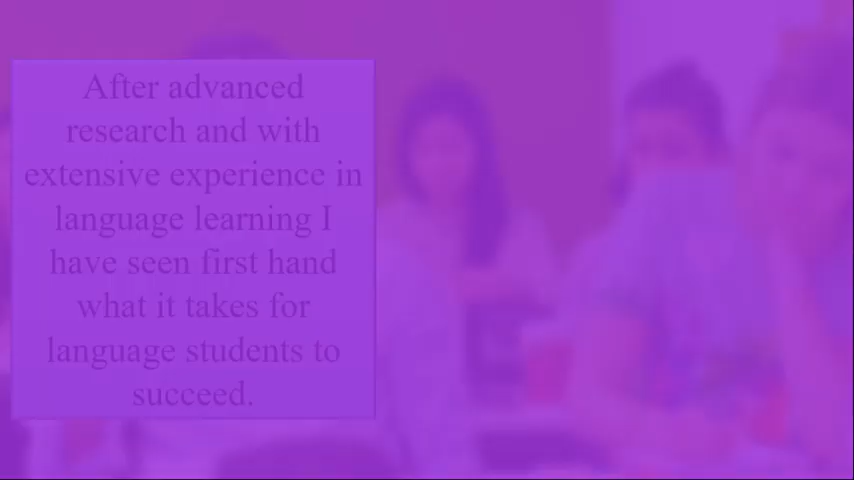 After advanced
research and with
extensive experience in
language learning I
have seen first hand
what it takes for
language students to
succeed.